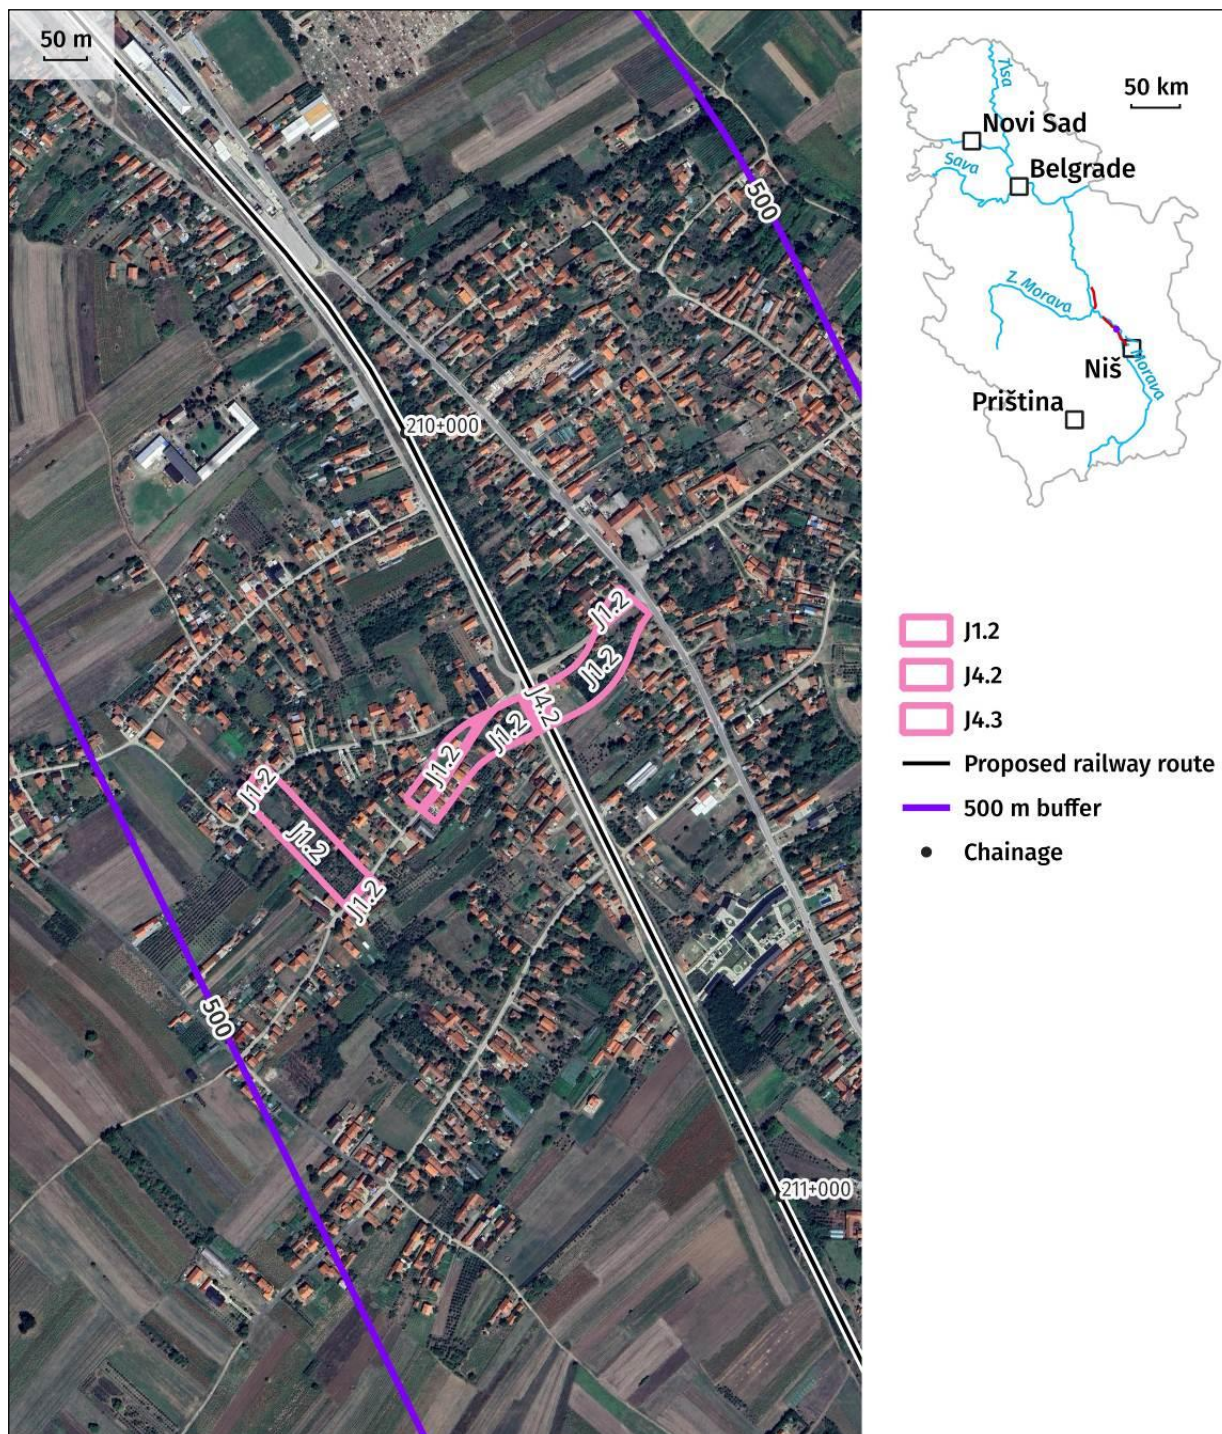 50 m
500
210+000
J1.2
J1.2
J4.2
J1.2
J1.2
J1.2
J1.2
J1.2
500
211+000
50 km
Tisa
Novi Sad
Sava
Belgrade
Z. Morava
Morava
Niš
Priština
J1.2
J4.2
J4.3
Proposed railway route
500 m buffer
Chainage